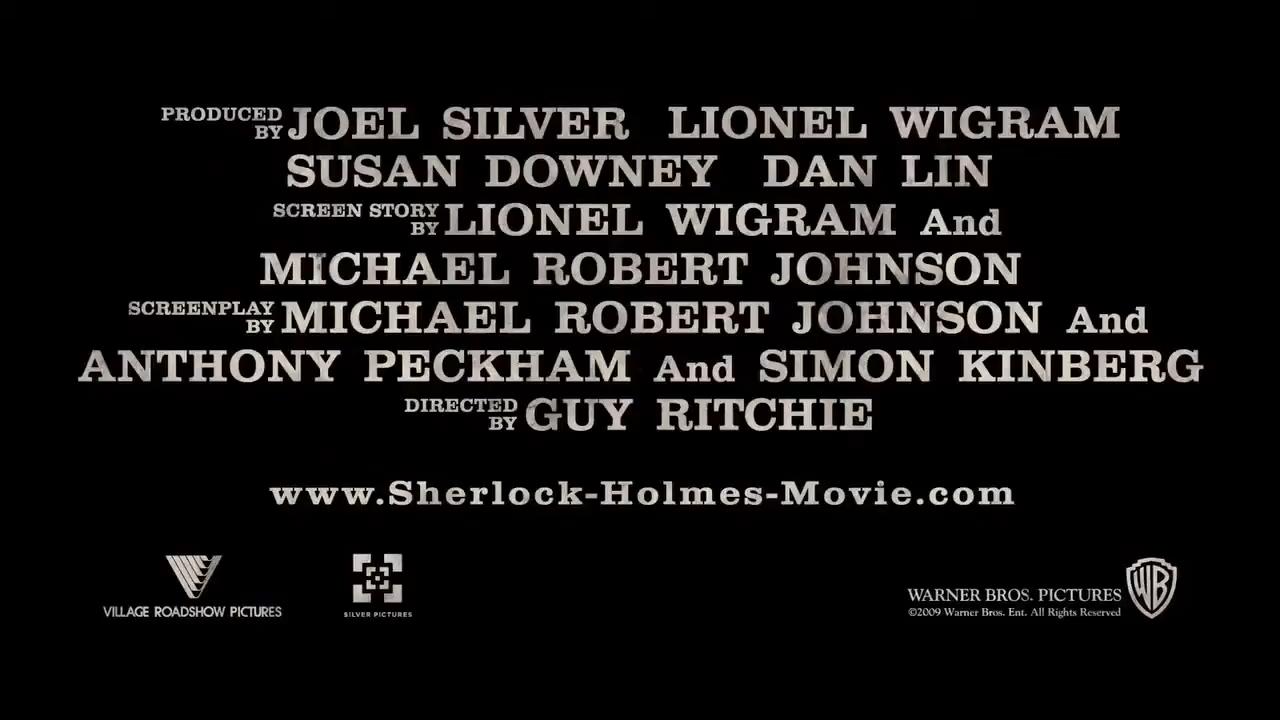 PRODUCED BY JOEL SILVER LIONEL WIGRAM
SUSAN DOWNEY DAN LIN
SCREEN STORY BY LIONEL WIGRAM And
MICHAEL ROBERT JOHNSON
SCREENPLAY BY MICHAEL ROBERT JOHNSON And
ANTHONY PECKHAM And SIMON KINBERG
DIRECTED BY GUY RITCHIE
www.Sherlock-Holmes-Movie.com
VILLAGE ROADSHOW PICTURES
SILVER PICTURES
WARNER BROS. PICTURES
©2009 Warner Bros. Ent. All Rights Reserved
WB